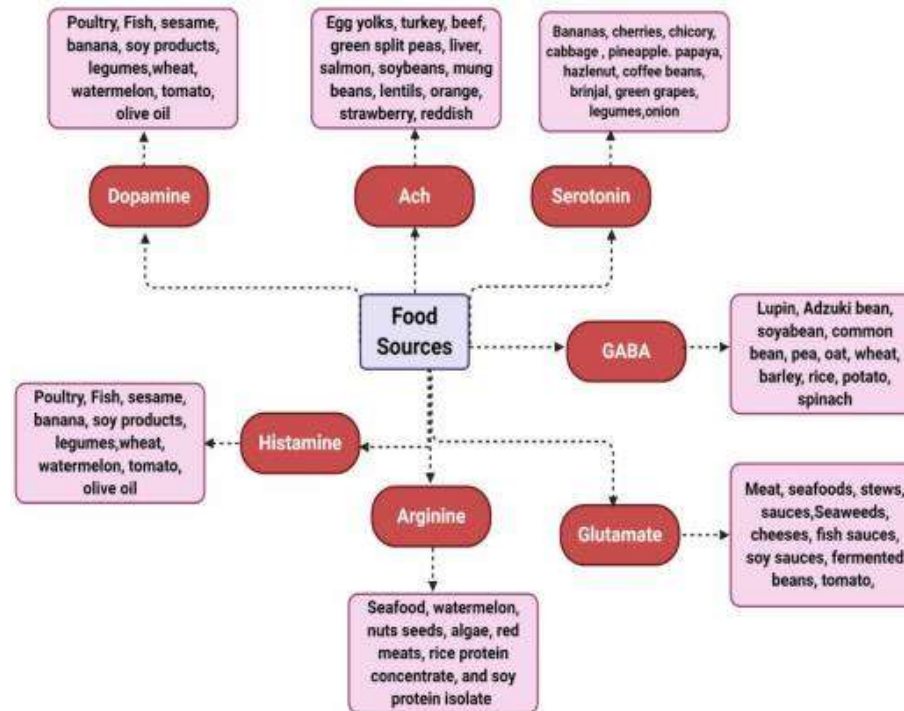 Poultry, Fish, sesame,
banana, soy products,
legumes,wheat,
watermelon, tomato,
olive oil
Egg yolks, turkey, beef,
green split peas, liver,
salmon, soybeans, mung
beans, lentils, orange,
strawberry, reddish
Bananas, cherries, chicory,
cabbage , pineapple. papaya,
hazlenut, coffee beans,
brinjal, green grapes,
legumes,onion
Dopamine
Ach
Serotonin
Food
Sources
GABA
Lupin, Adzuki bean,
soyabean, common
bean, pea, oat, wheat,
barley, rice, potato,
spinach
Poultry, Fish, sesame,
banana, soy products,
legumes,wheat,
watermelon, tomato,
olive oil
Histamine
Arginine
Glutamate
Meat, seafoods, stews,
sauces,Seaweeds,
cheeses, fish sauces,
soy sauces, fermented
beans, tomato,
Seafood, watermelon,
nuts seeds, algae, red
meats, rice protein
concentrate, and soy
protein isolate